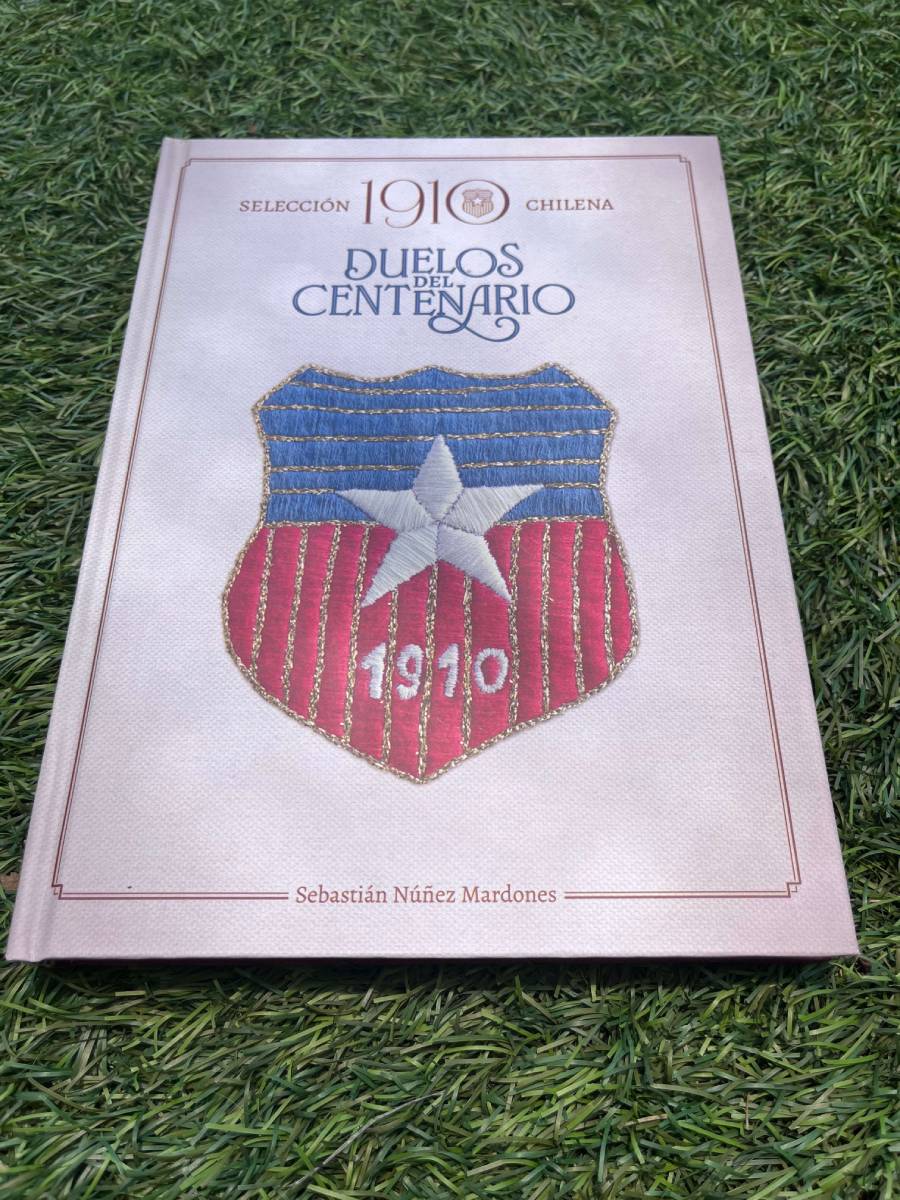 SELECCIÓN 1910 CHILENA
DUELOS
DEL
CENTENARIO
1910
Sebastián Núñez Mardones